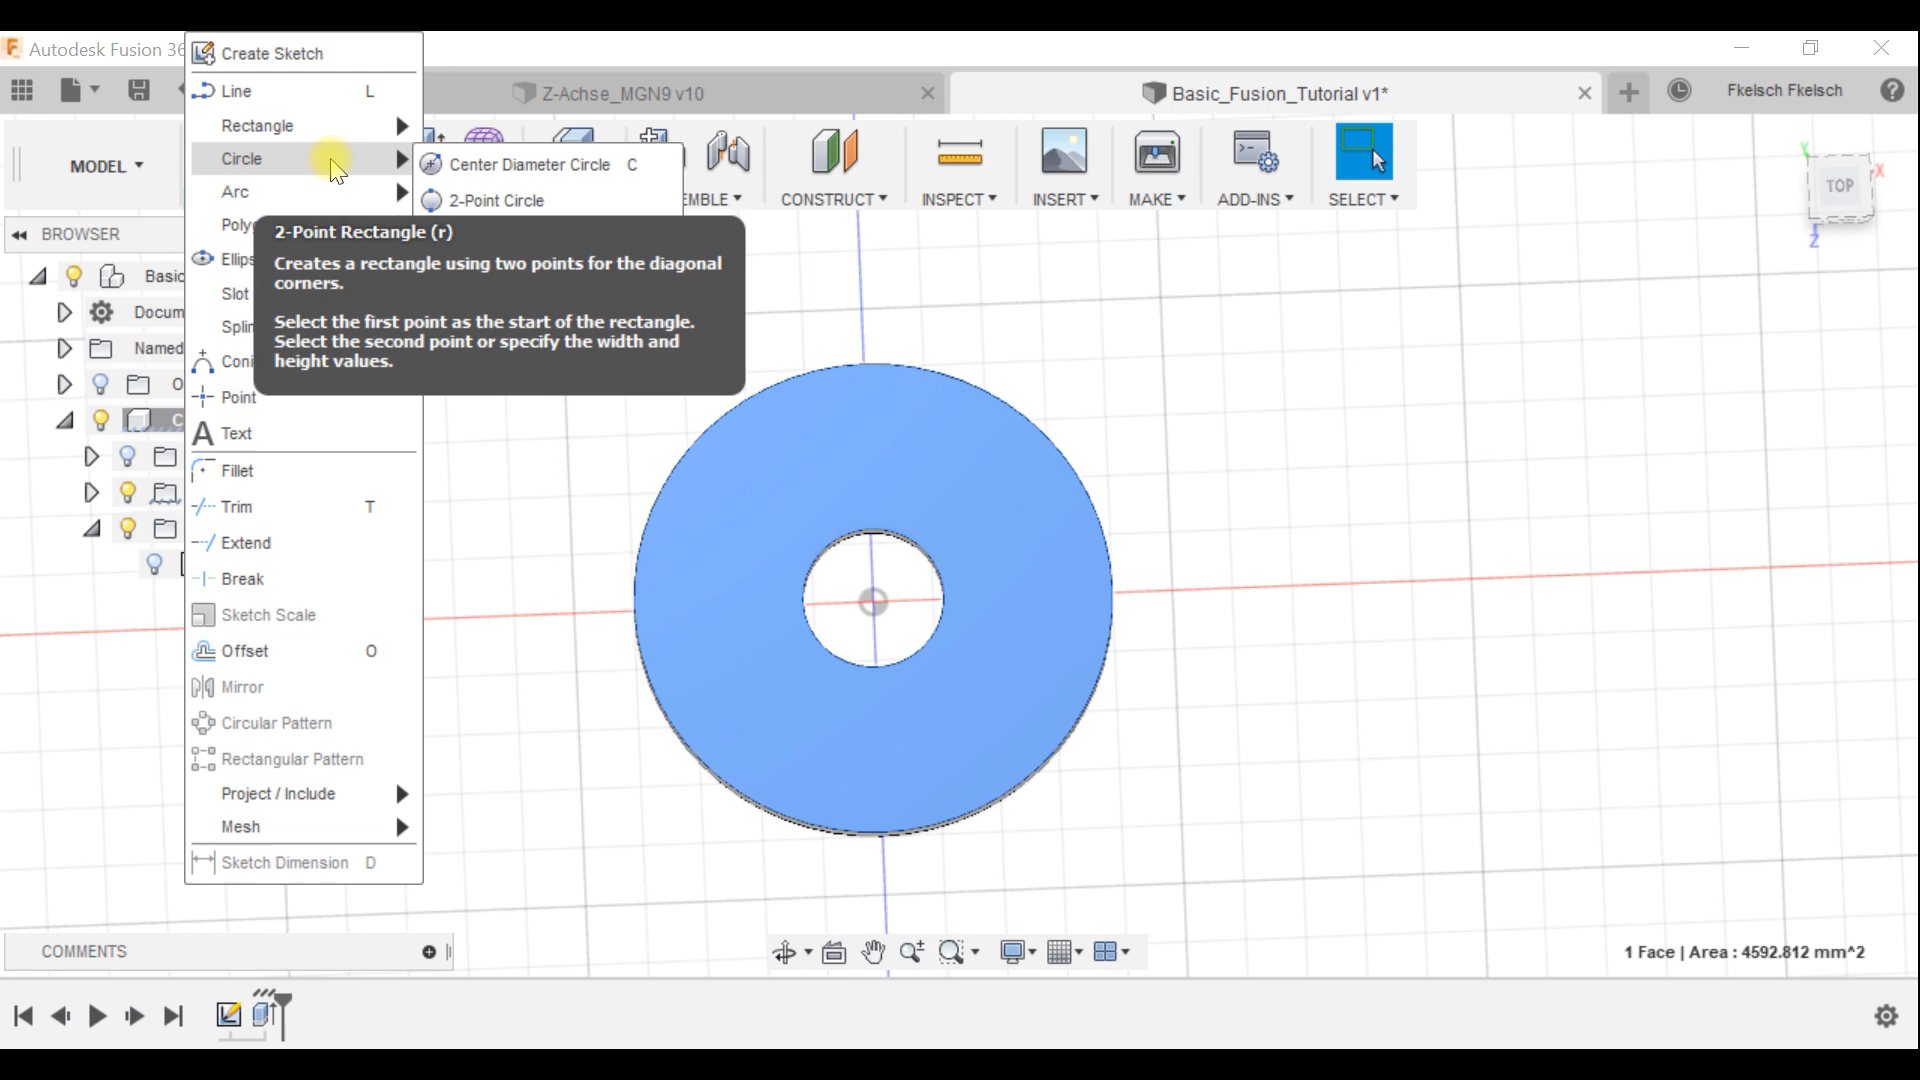 Autodesk Fusion 36
Z-Achse_MGN9 v10
Basic_Fusion_Tutorial v1*
Fkelsch Fkelsch
MODEL
CONSTRUCT
INSPECT
INSERT
MAKE
ADD-INS
SELECT
EMBLE
TOP
Y
X
Z
BROWSER
Basic
Docum
Named
O
C
Create Sketch
Line L
Rectangle
Circle
Arc
Polyg
Ellips
Slot
Splin
Coni
Point
Text
Fillet
Trim T
Extend
Break
Sketch Scale
Offset O
Mirror
Circular Pattern
Rectangular Pattern
Project / Include
Mesh
Sketch Dimension D
Center Diameter Circle C
2-Point Circle
2-Point Rectangle (r)
Creates a rectangle using two points for the diagonal
corners.
Select the first point as the start of the rectangle.
Select the second point or specify the width and
height values.
COMMENTS
1 Face | Area : 4592.812 mm^2